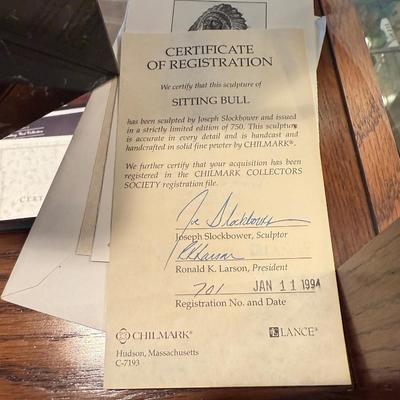 CERTIFICATE
OF REGISTRATION
We certify that this sculpture of
SITTING BULL
has been sculpted by Joseph Slockbower and issued
in a strictly limited edition of 750. This sculpture
is accurate in every detail and is handcast and
handcrafted in solid fine pewter by CHILMARK®.
We further certify that your acquisition has been
registered in the CHILMARK COLLECTORS
SOCIETY registration file.
Joe Slockbower
Joseph Slockbower, Sculptor
RKLarson
Ronald K. Larson, President
701 JAN 11 1994
Registration No. and Date
CHILMARK® LANCE®
Hudson, Massachusetts
C-7193
CERT